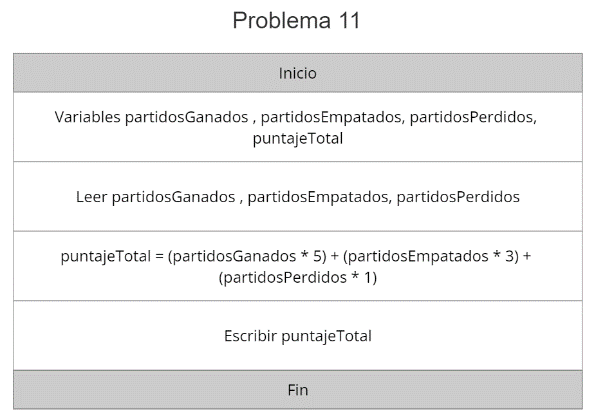 Problema 11
Inicio
Variables partidosGanados , partidosEmpatados, partidosPerdidos,
puntajeTotal
Leer partidosGanados , partidosEmpatados, partidosPerdidos
puntajeTotal = (partidosGanados * 5) + (partidosEmpatados * 3) +
(partidosPerdidos * 1)
Escribir puntajeTotal
Fin